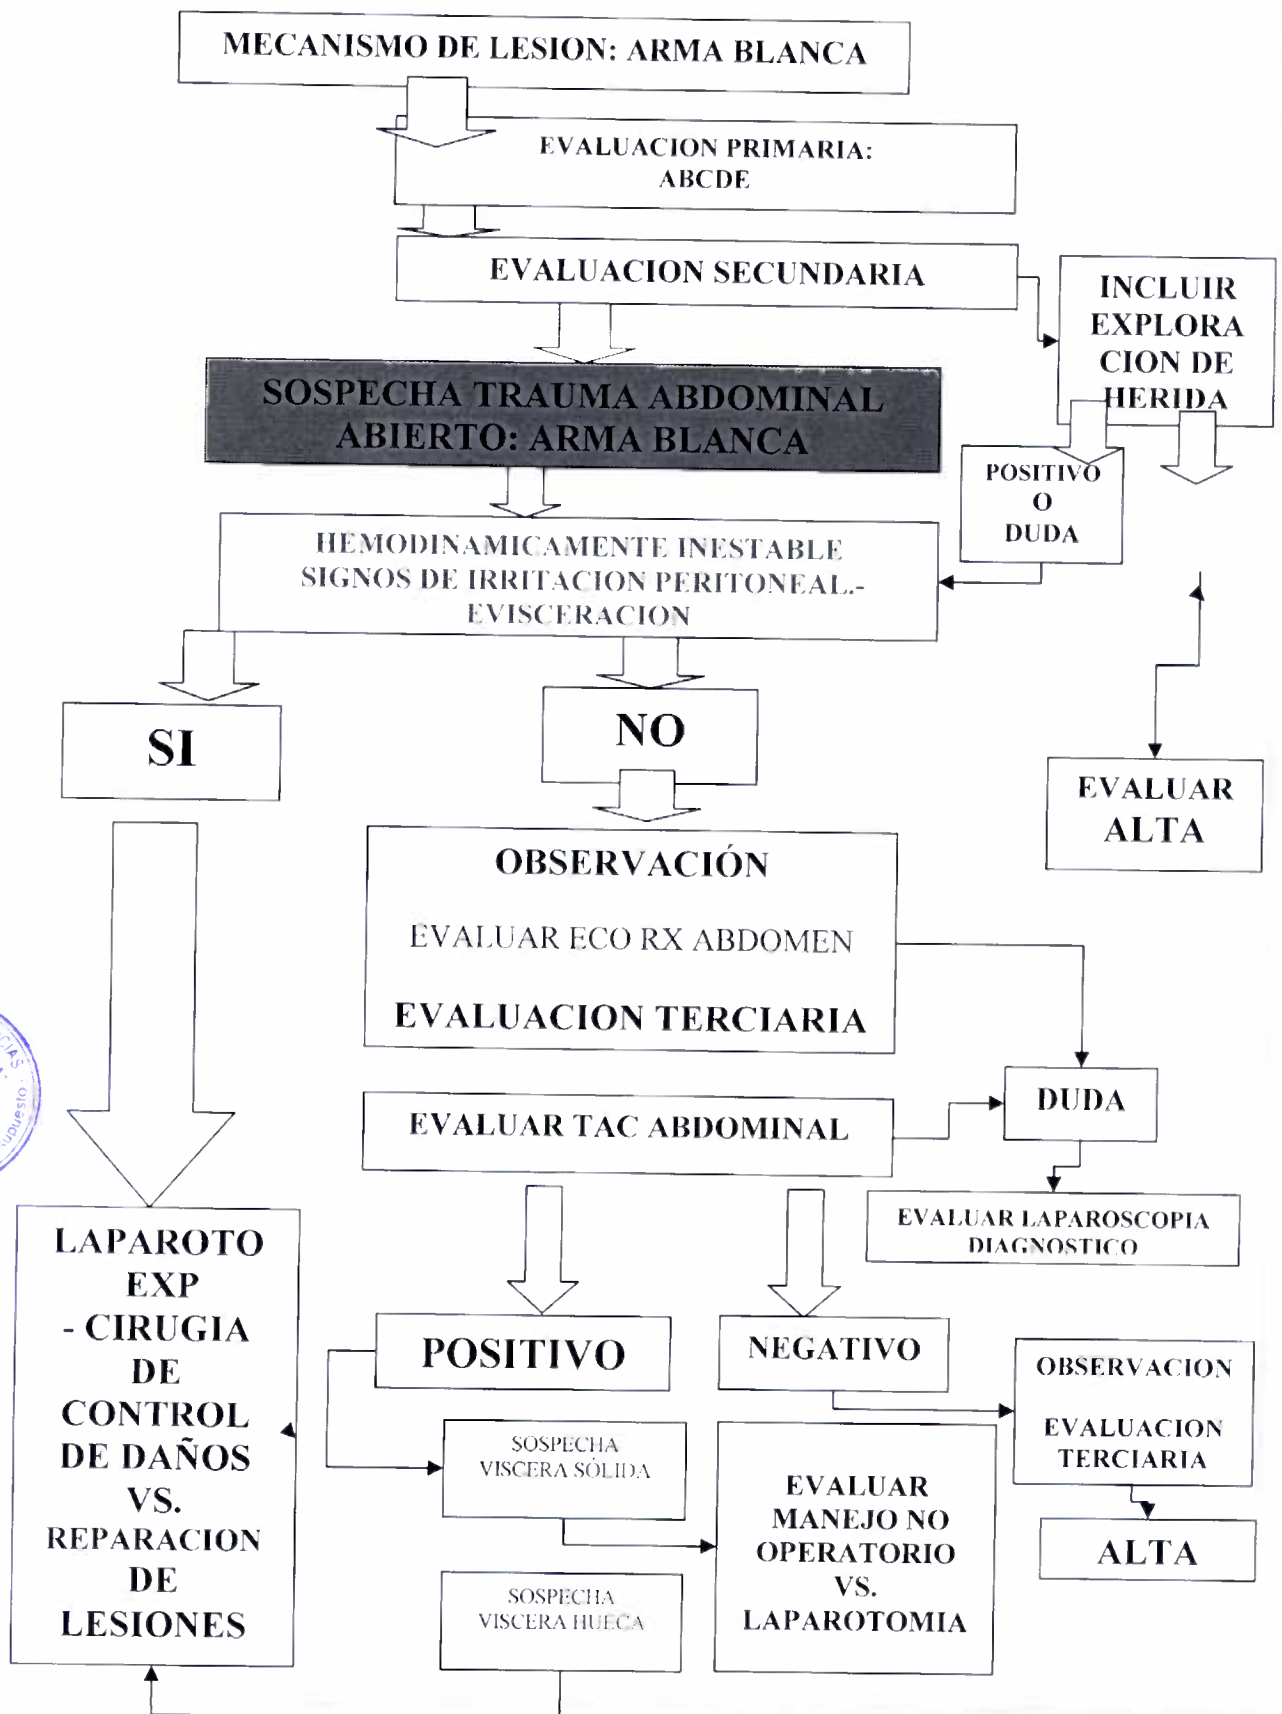 MECANISMO DE LESION: ARMA BLANCA
EVALUACION PRIMARIA:
ABCDE
EVALUACION SECUNDARIA
INCLUIR
EXPLORA
CION DE
HERIDA
SOSPECHA TRAUMA ABDOMINAL
ABIERTO: ARMA BLANCA
POSITIVO
O
DUDA
HEMODINAMICAMENTE INESTABLE
SIGNOS DE IRRITACION PERITONEAL.-
EVISCERACION
SI
NO
EVALUAR
ALTA
OBSERVACIÓN
EVALUAR ECO RX ABDOMEN
EVALUACION TERCIARIA
DUDA
EVALUAR TAC ABDOMINAL
EVALUAR LAPAROSCOPIA
DIAGNOSTICO
LAPAROTO
EXP
- CIRUGIA
DE
CONTROL
DE DAÑOS
VS.
REPARACION
DE
LESIONES
POSITIVO
NEGATIVO
OBSERVACION
EVALUACION
TERCIARIA
SOSPECHA
VISCERA SÓLIDA
EVALUAR
MANEJO NO
OPERATORIO
VS.
LAPAROTOMIA
ALTA
SOSPECHA
VISCERA HUECA